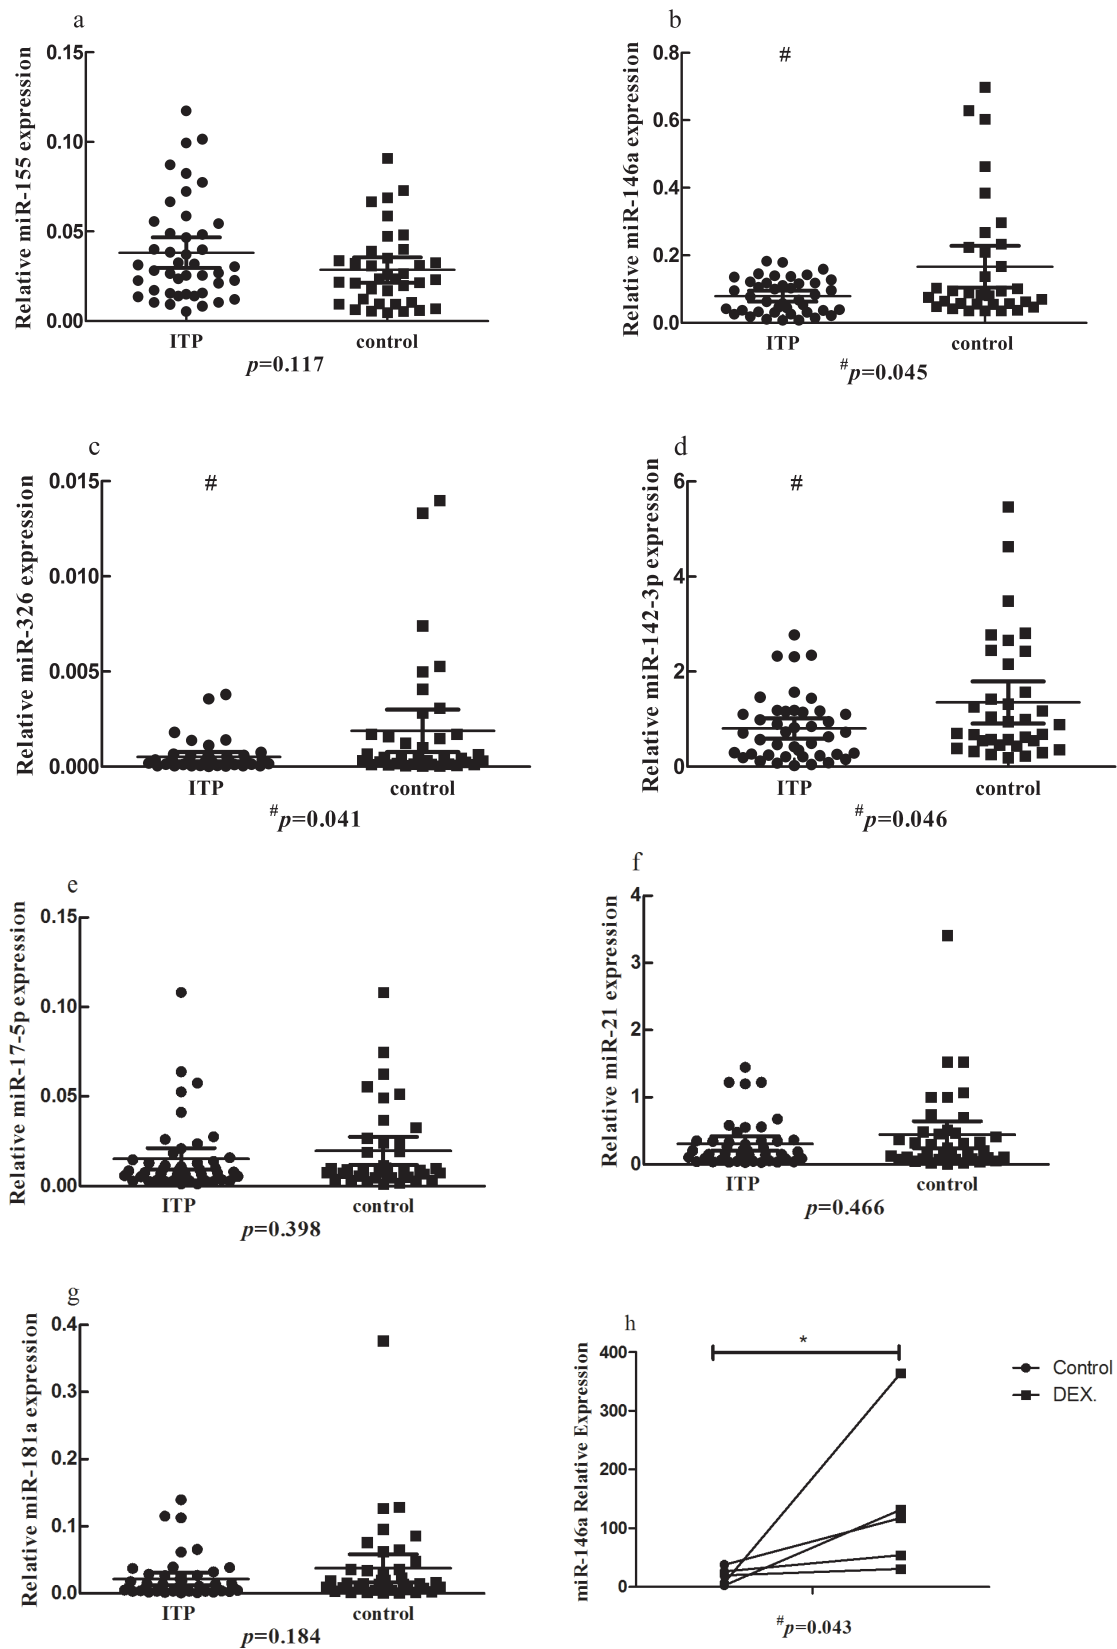 a
0.15
0.10
0.05
0.00
Relative miR-155 expression
ITP
control
p=0.117
b
#
0.8
0.6
0.4
0.2
0.0
Relative miR-146a expression
ITP
control
#p=0.045
c
#
0.015
0.010
0.005
0.000
Relative miR-326 expression
ITP
control
#p=0.041
d
#
6
4
2
0
Relative miR-142-3p expression
ITP
control
#p=0.046
e
0.15
0.10
0.05
0.00
Relative miR-17-5p expression
ITP
control
p=0.398
f
4
3
2
1
0
Relative miR-21 expression
ITP
control
p=0.466
g
0.4
0.3
0.2
0.1
0.0
Relative miR-181a expression
ITP
control
p=0.184
h
*
400
300
200
100
0
miR-146a Relative Expression
Control
DEX.
#p=0.043